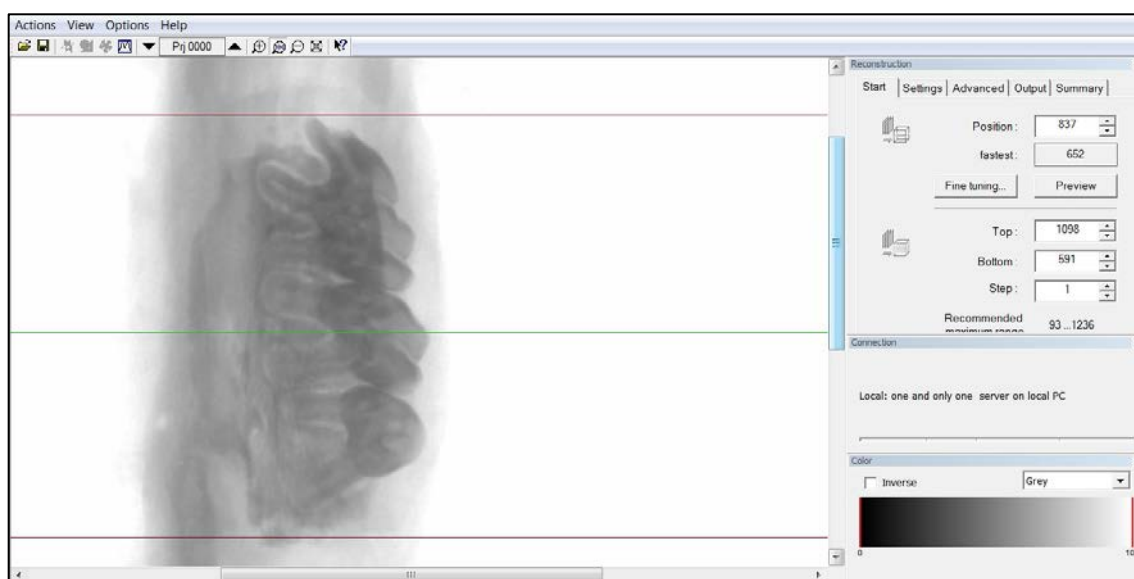 Actions View Options Help
Prj 0000
Reconstruction
Start Settings Advanced Output Summary
Position : 837
fastest : 652
Fine tuning... Preview
Top : 1098
Bottom : 591
Step : 1
Recommended 93 ...1236
maximum range
Connection
Local: one and only one server on local PC
Color
Inverse Grey
0 10